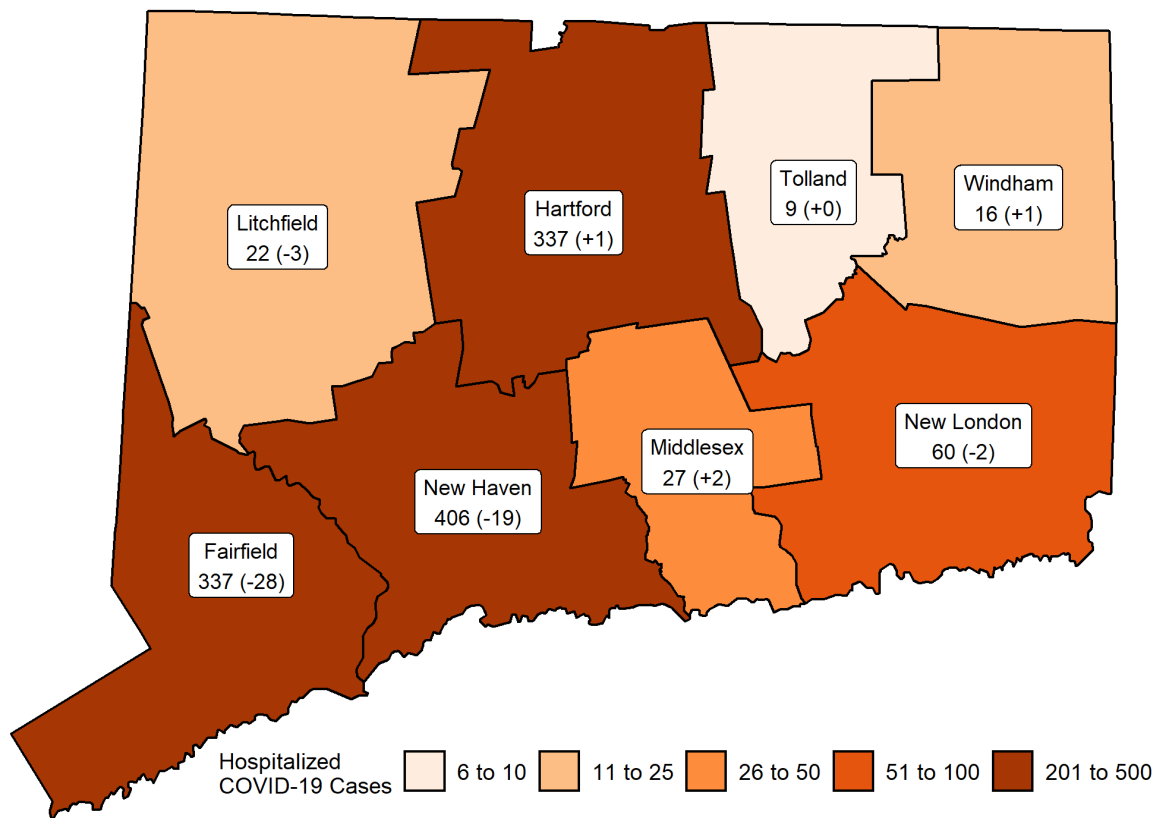 Tolland
9 (+0)
Windham
16 (+1)
Hartford
337 (+1)
Litchfield
22 (-3)
New London
60 (-2)
Middlesex
27 (+2)
New Haven
406 (-19)
Fairfield
337 (-28)
Hospitalized
COVID-19 Cases
6 to 10
11 to 25
26 to 50
51 to 100
201 to 500